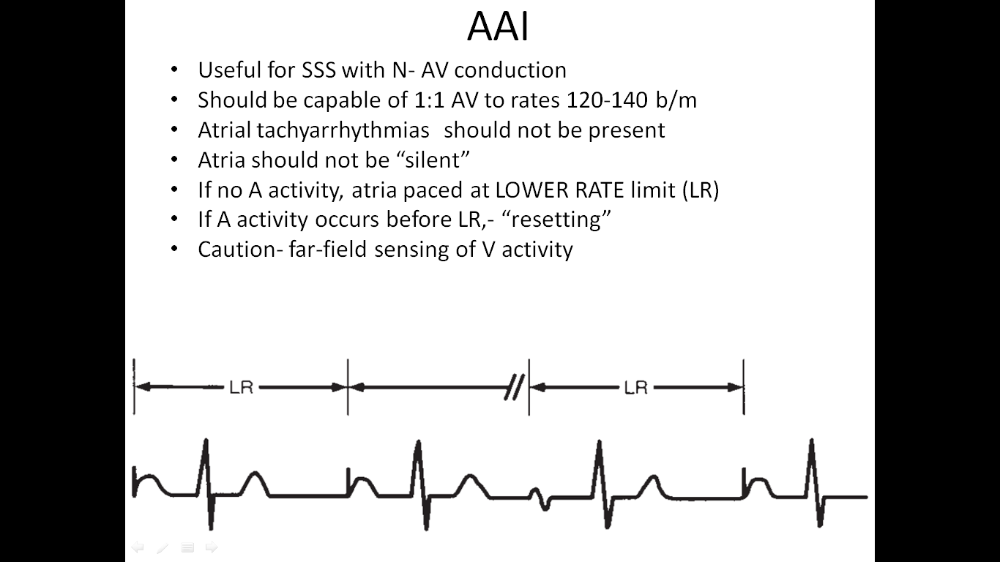 AAI
• Useful for SSS with N- AV conduction
• Should be capable of 1:1 AV to rates 120-140 b/m
• Atrial tachyarrhythmias should not be present
• Atria should not be “silent”
• If no A activity, atria paced at LOWER RATE limit (LR)
• If A activity occurs before LR,- “resetting”
• Caution- far-field sensing of V activity
LR LR